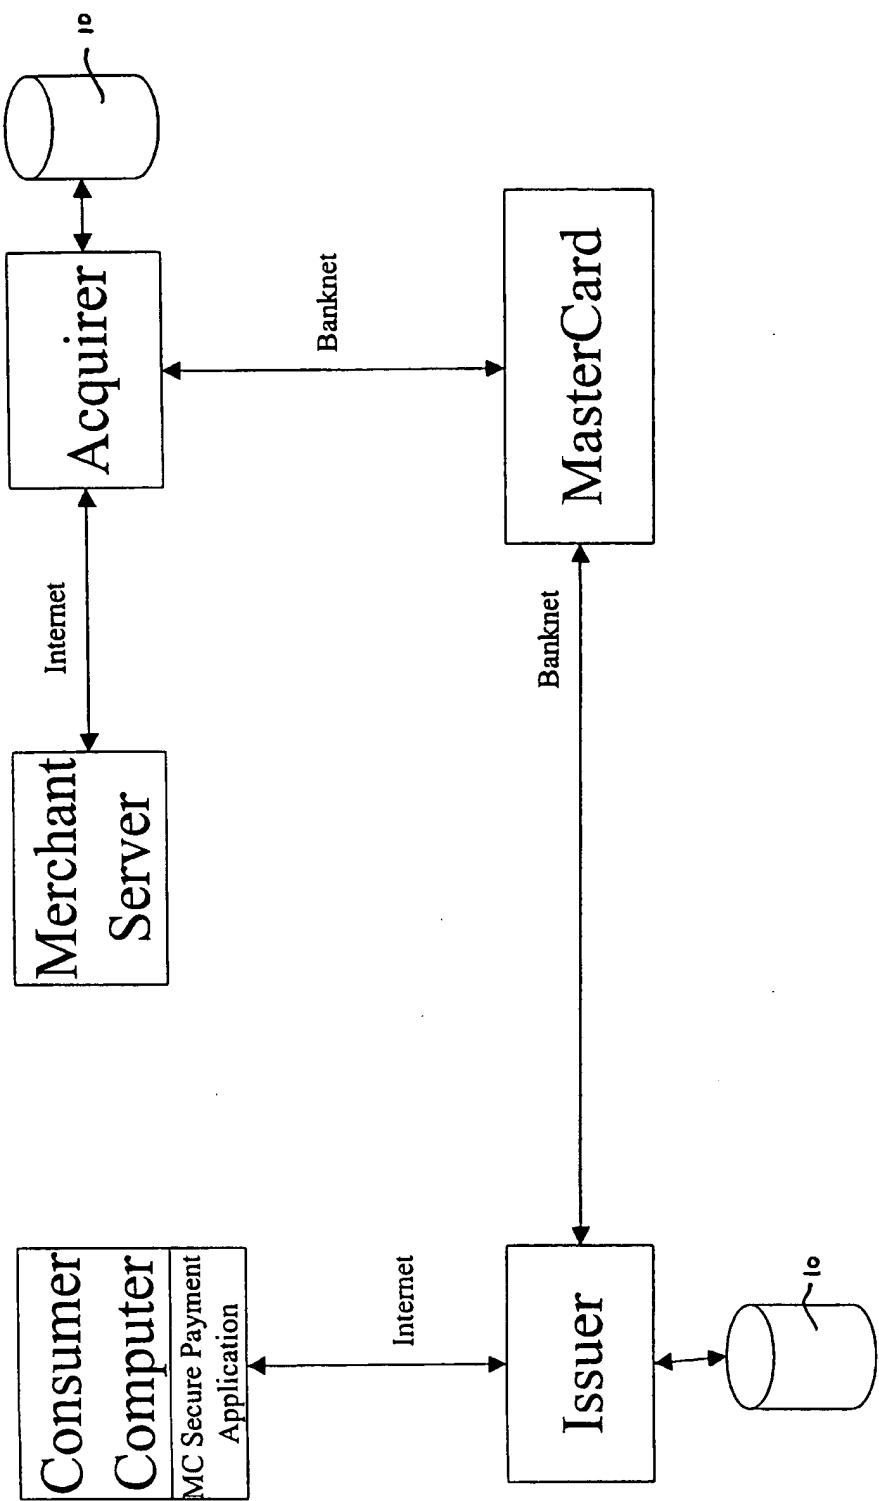 Consumer
Computer
MC Secure Payment
Application
Merchant
Server
Internet
Acquirer
10
Internet
Banknet
Issuer
Banknet
MasterCard
10